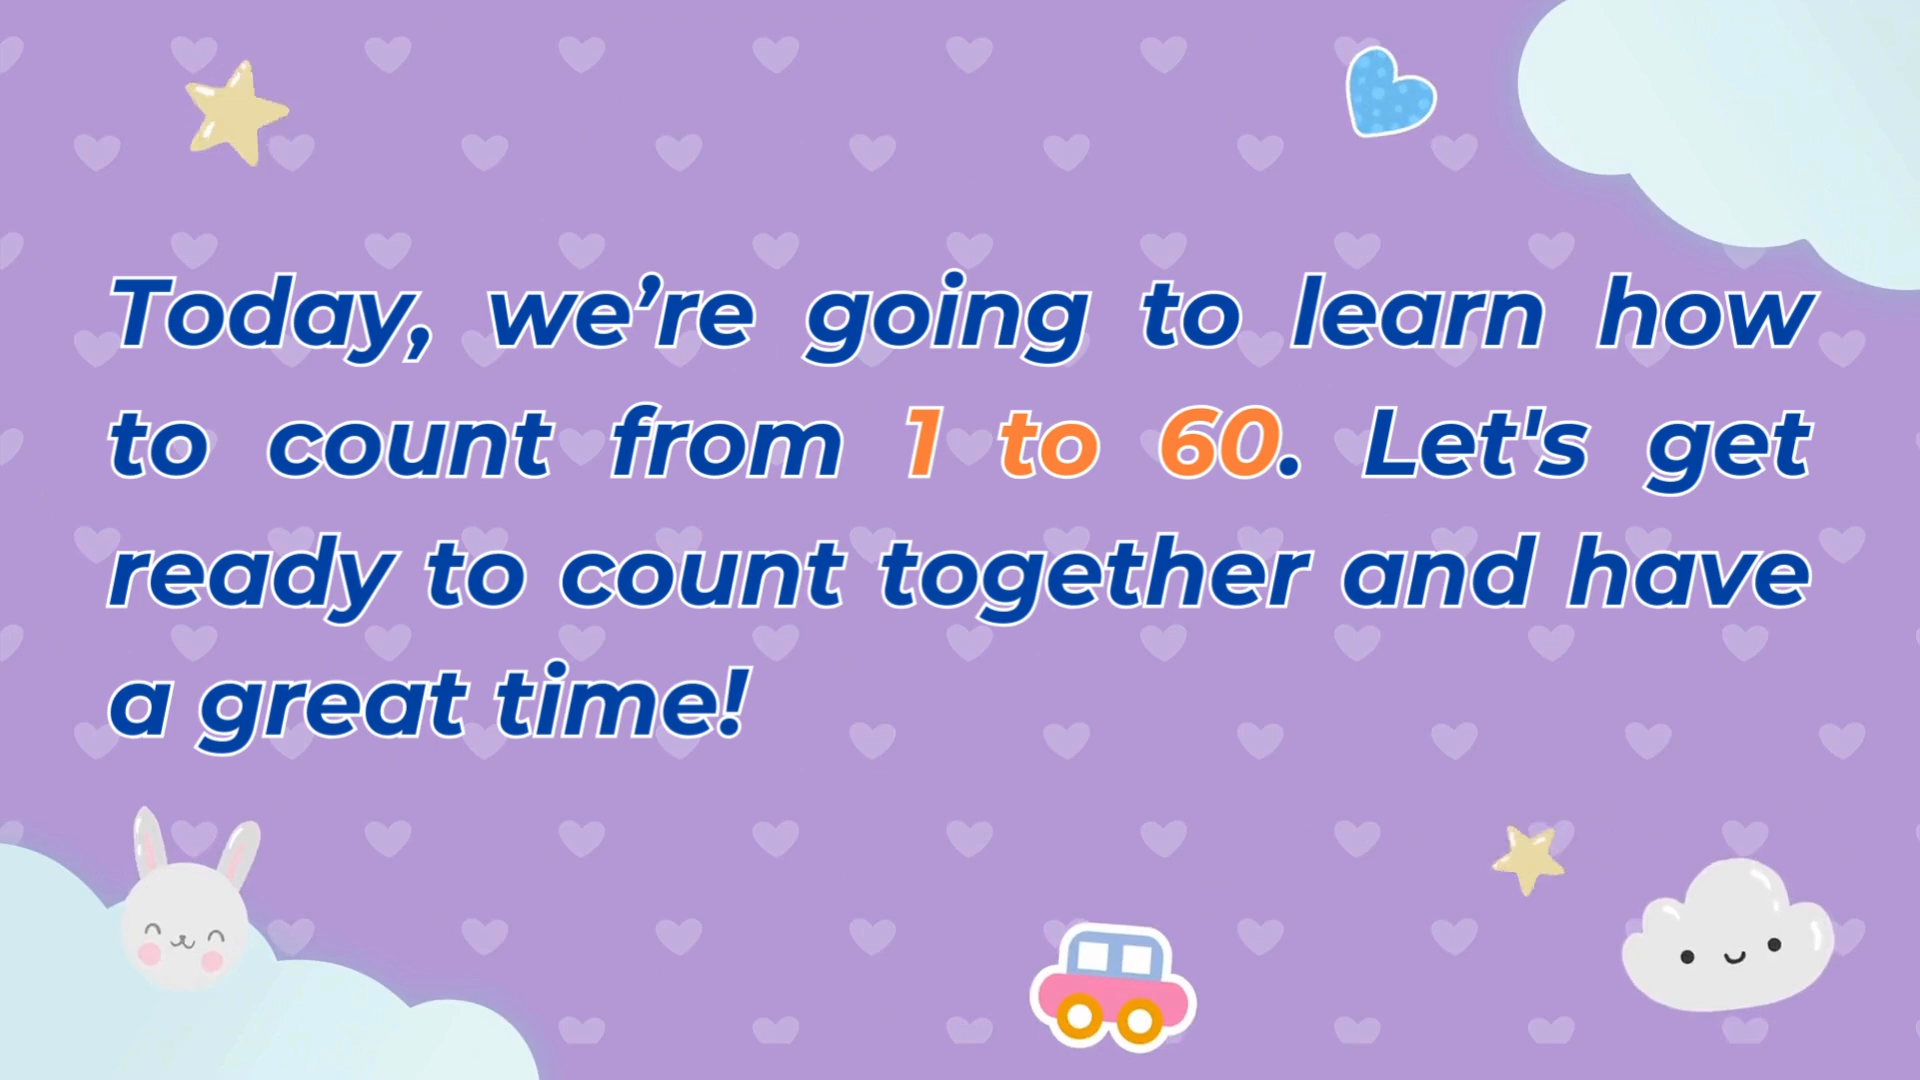 Today, we’re going to learn how
to count from 1 to 60. Let's get
ready to count together and have
a great time!